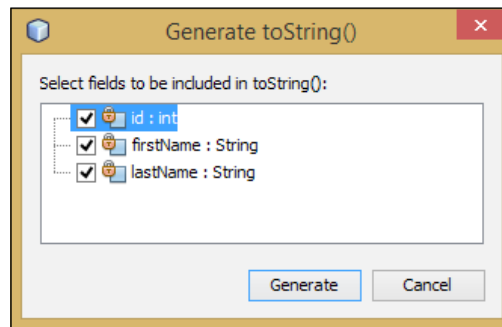 Generate toString()
Select fields to be included in toString():
id : int
firstName : String
lastName : String
Generate Cancel